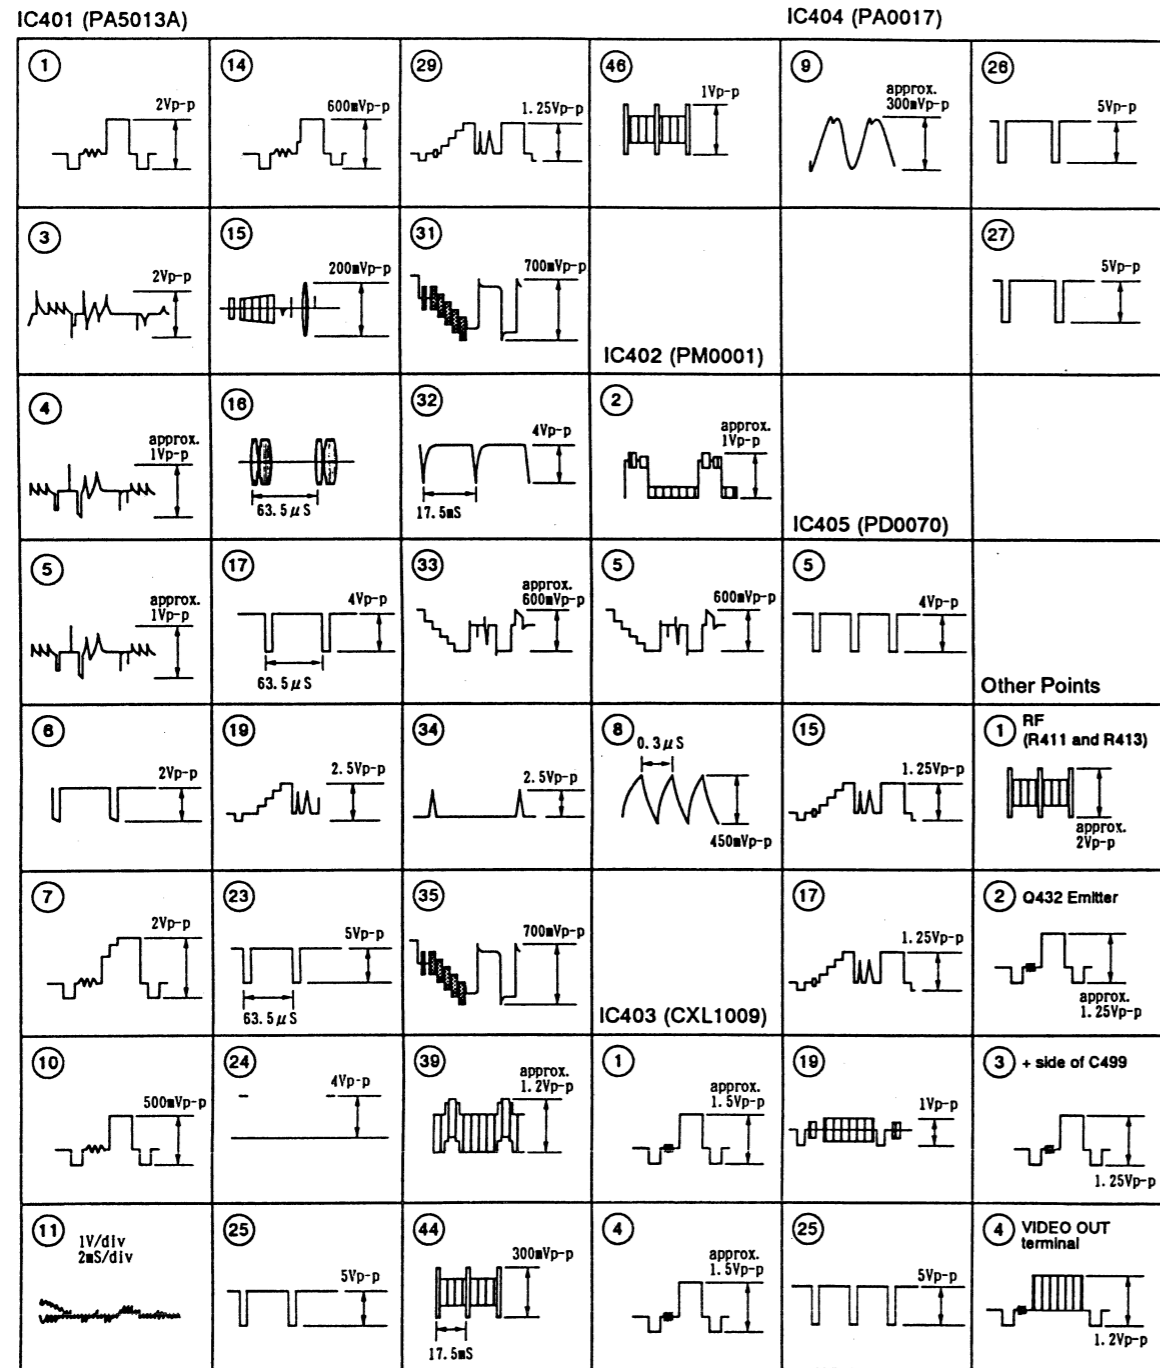 IC401 (PA5013A)
IC404 (PA0017)
1
2Vp-p
14
600mVp-p
29
1.25Vp-p
46
1Vp-p
9
approx.
300mVp-p
26
5Vp-p
3
2Vp-p
15
200mVp-p
31
700mVp-p
27
5Vp-p
IC402 (PM0001)
4
approx.
1Vp-p
16
63.5μS
32
4Vp-p
17.5mS
2
approx.
1Vp-p
IC405 (PD0070)
5
approx.
1Vp-p
17
4Vp-p
63.5μS
33
approx.
600mVp-p
5
600mVp-p
5
4Vp-p
Other Points
6
2Vp-p
19
2.5Vp-p
34
2.5Vp-p
8
0.3μS
450mVp-p
15
1.25Vp-p
1 RF
(R411 and R413)
approx.
2Vp-p
7
2Vp-p
23
5Vp-p
63.5μS
35
700mVp-p
IC403 (CXL1009)
17
1.25Vp-p
2 Q432 Emitter
approx.
1.25Vp-p
10
500mVp-p
24
4Vp-p
39
approx.
1.2Vp-p
1
approx.
1.5Vp-p
19
1Vp-p
3 + side of C499
1.25Vp-p
11
1V/div
2mS/div
25
5Vp-p
44
300mVp-p
17.5mS
4
approx.
1.5Vp-p
25
5Vp-p
4 VIDEO OUT
terminal
1.2Vp-p